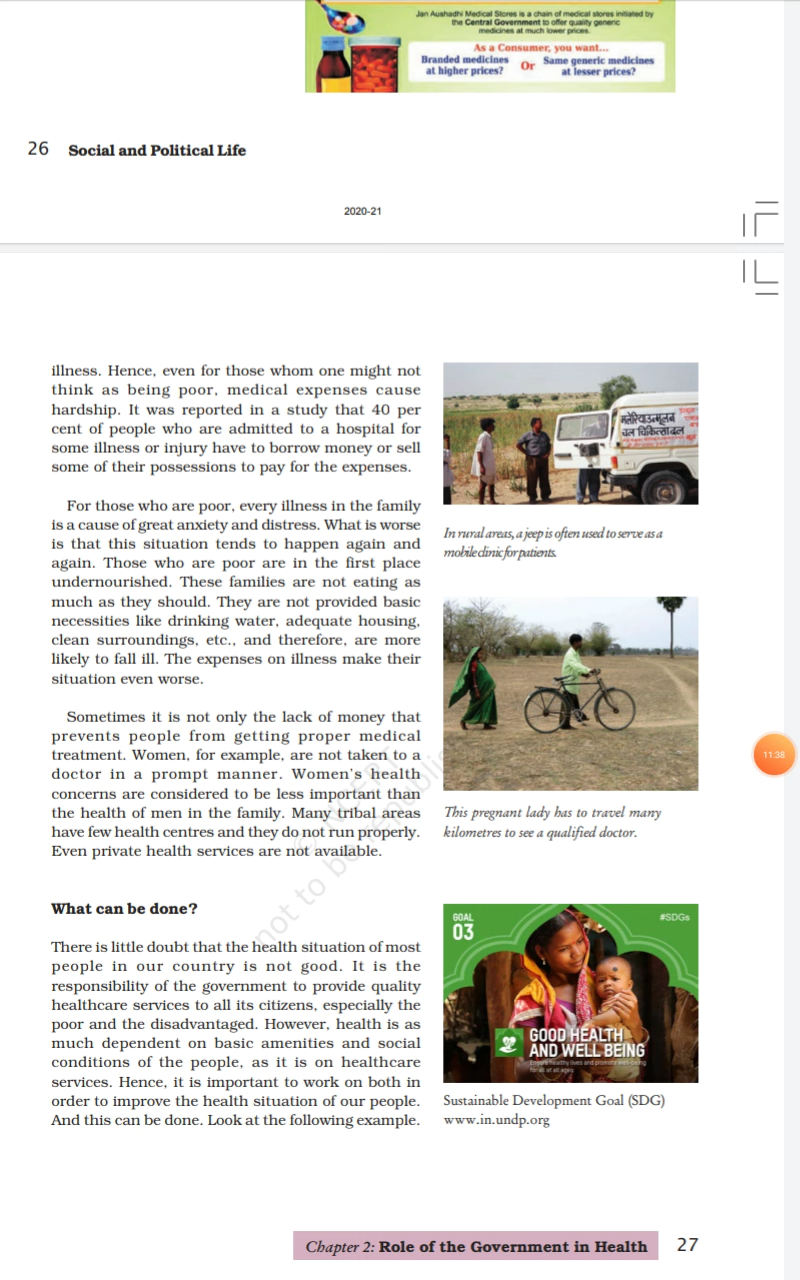 Jan Aushadhi Medical Stores is a chain of medical stores initiated by
the Central Government to offer quality generic
medicines at much lower prices.
As a Consumer, you want...
Branded medicines
at higher prices?
Or
Same generic medicines
at lesser prices?
26 Social and Political Life
2020-21
illness. Hence, even for those whom one might not
think as being poor, medical expenses cause
hardship. It was reported in a study that 40 per
cent of people who are admitted to a hospital for
some illness or injury have to borrow money or sell
some of their possessions to pay for the expenses.
For those who are poor, every illness in the family
is a cause of great anxiety and distress. What is worse
is that this situation tends to happen again and
again. Those who are poor are in the first place
undernourished. These families are not eating as
much as they should. They are not provided basic
necessities like drinking water, adequate housing,
clean surroundings, etc., and therefore, are more
likely to fall ill. The expenses on illness make their
situation even worse.
Sometimes it is not only the lack of money that
prevents people from getting proper medical
treatment. Women, for example, are not taken to a
doctor in a prompt manner. Women's health
concerns are considered to be less important than
the health of men in the family. Many tribal areas
have few health centres and they do not run properly.
Even private health services are not available.
What can be done?
There is little doubt that the health situation of most
people in our country is not good. It is the
responsibility of the government to provide quality
healthcare services to all its citizens, especially the
poor and the disadvantaged. However, health is as
much dependent on basic amenities and social
conditions of the people, as it is on healthcare
services. Hence, it is important to work on both in
order to improve the health situation of our people.
And this can be done. Look at the following example.
मलेरिया उन्मूलन
चल चिकित्सा दल
In rural areas, a jeep is often used to serve as a
mobile clinic for patients.
This pregnant lady has to travel many
kilometres to see a qualified doctor.
GOAL
03
#SDGs
GOOD HEALTH
AND WELL BEING
Ensure healthy lives and promote well-being
for all at all ages
Sustainable Development Goal (SDG)
www.in.undp.org
© NCERT
not to be republi
11:38
Chapter 2: Role of the Government in Health 27